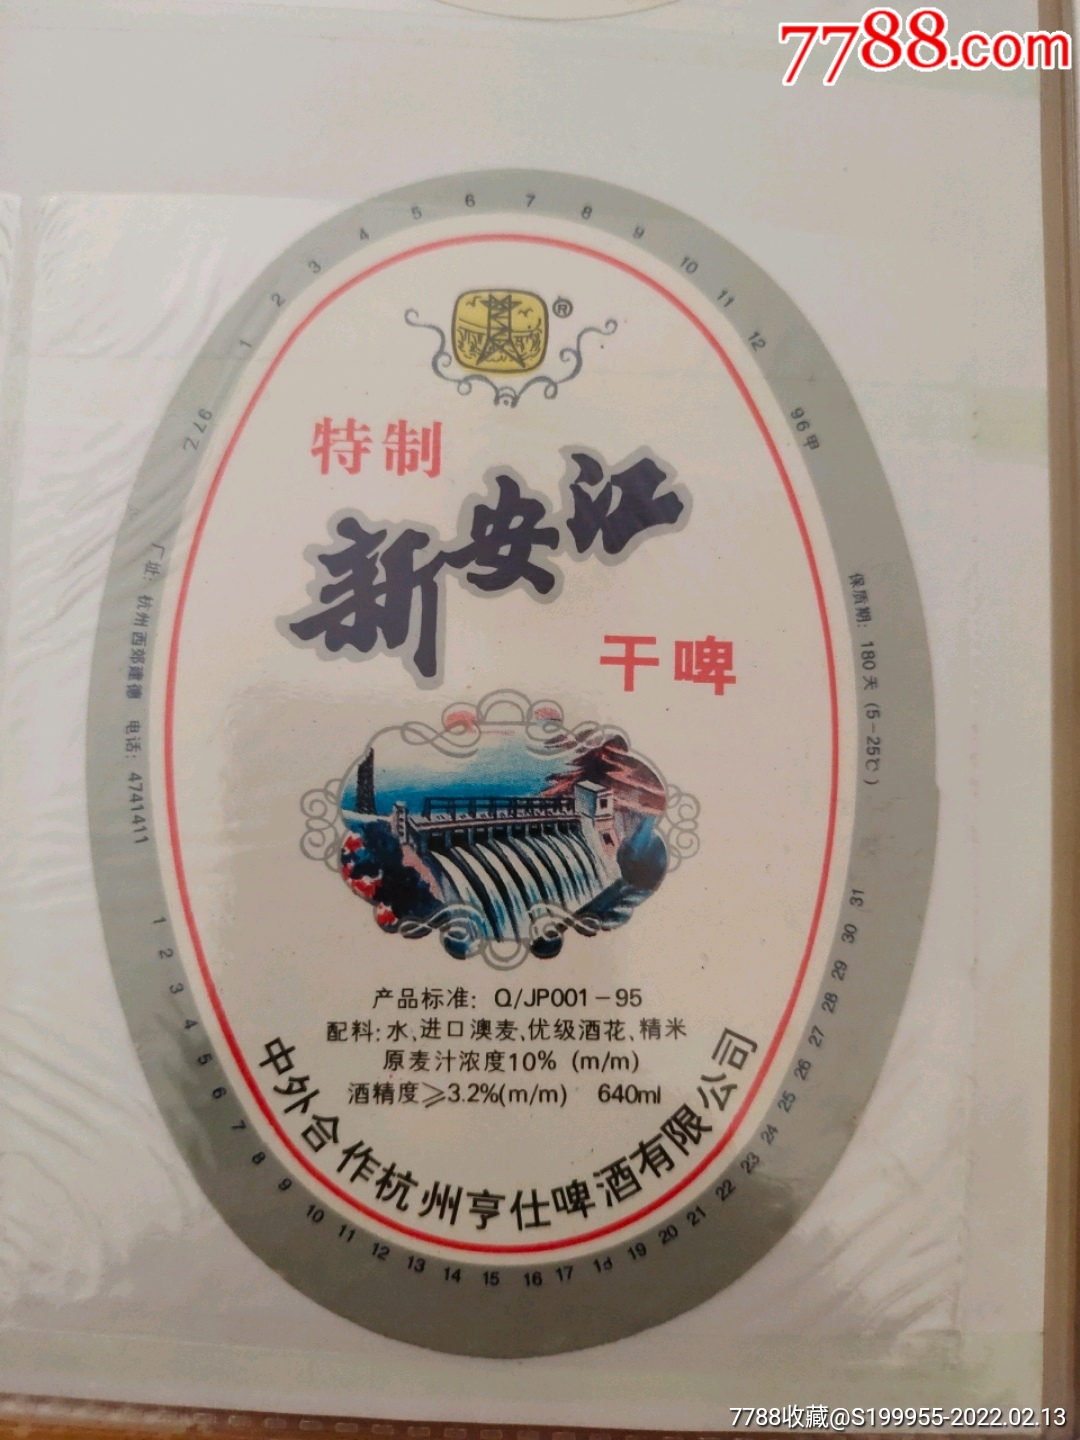 7788.com
1 2 3 4 5 6 7 8 9 10 11 12
97乙
96甲
®
特制
新安江
干啤
厂址：杭州西郊建德 电话：4741411
保质期：180天（5-25℃）
产品标准：Q/JP001-95
配料：水、进口澳麦、优级酒花、精米
原麦汁浓度10%（m/m）
酒精度≥3.2%(m/m) 640ml
中外合作杭州亨仕啤酒有限公司
1 2 3 4 5 6 7 8 9 10 11 12 13 14 15 16 17 18 19 20 21 22 23 24 25 26 27 28 29 30 31
7788收藏@S199955-2022.02.13